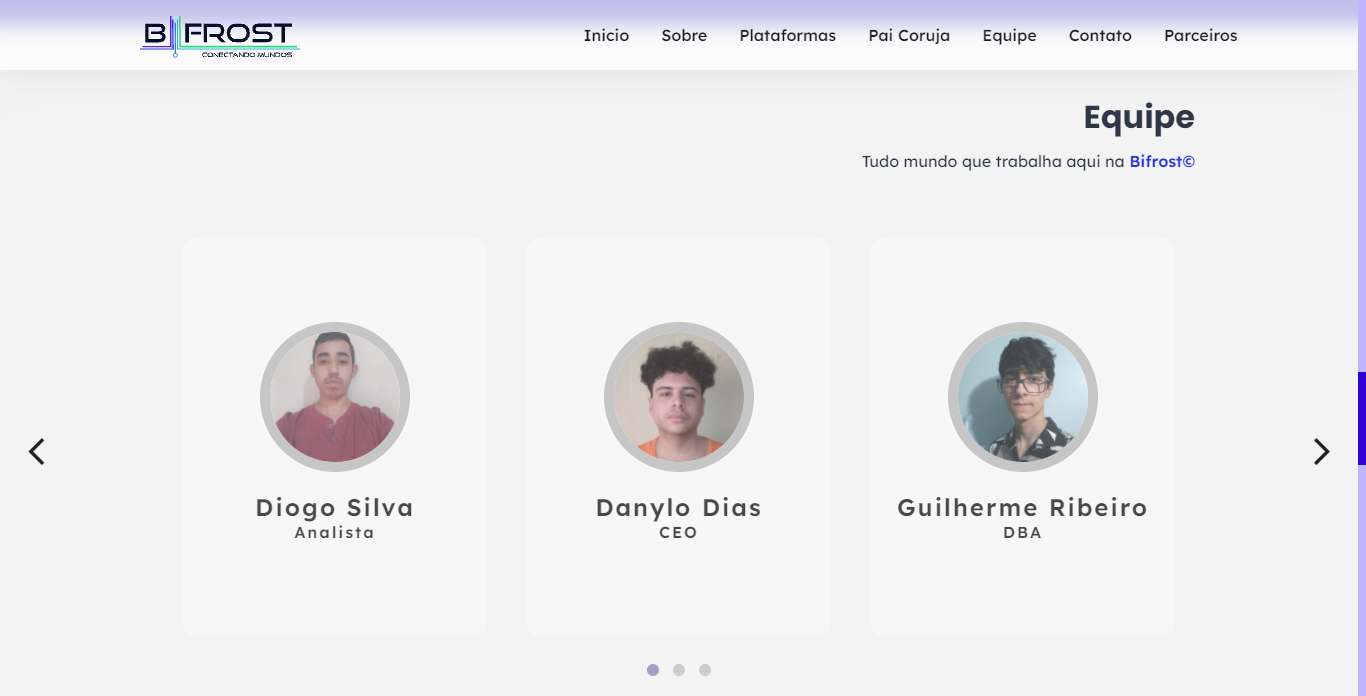 BIFROST
CONECTANDO MUNDOS
Inicio Sobre Plataformas Pai Coruja Equipe Contato Parceiros
Equipe
Tudo mundo que trabalha aqui na Bifrost©
Diogo Silva
Analista
Danylo Dias
CEO
Guilherme Ribeiro
DBA